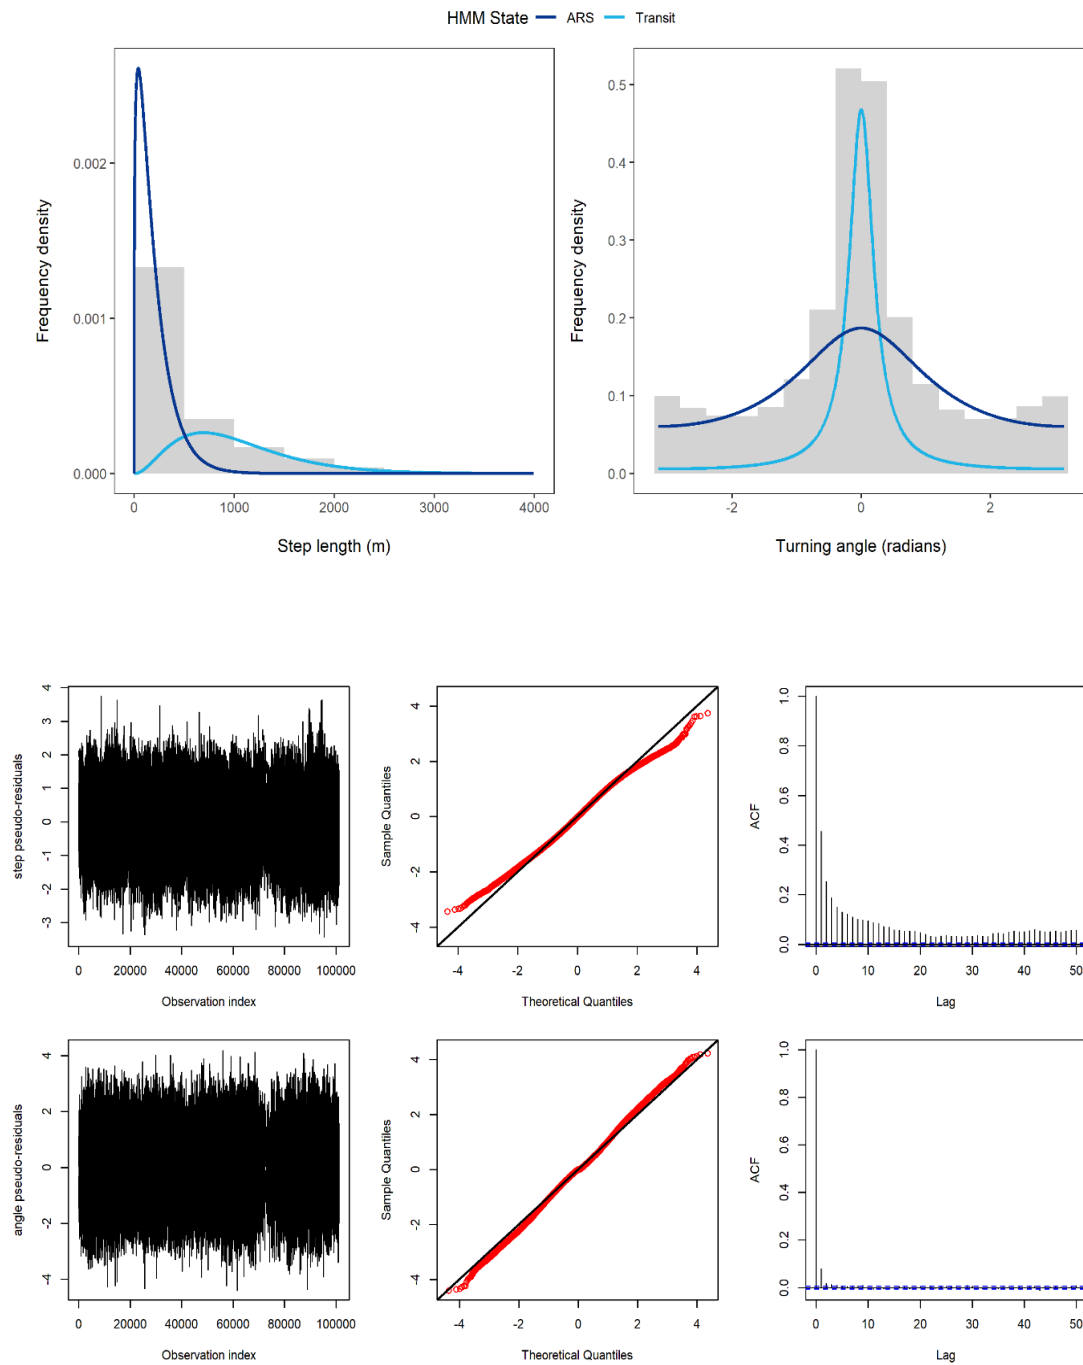 HMM State ARS Transit
Frequency density
0.002
0.001
0.000
0 1000 2000 3000 4000
Step length (m)
Frequency density
0.5
0.4
0.3
0.2
0.1
0.0
-2 0 2
Turning angle (radians)
step pseudo-residuals
4
3
2
1
0
-1
-2
-3
0 20000 40000 60000 80000 100000
Observation index
Sample Quantiles
4
2
0
-2
-4
-4 -2 0 2 4
Theoretical Quantiles
ACF
1.0
0.8
0.6
0.4
0.2
0.0
0 10 20 30 40 50
Lag
angle pseudo-residuals
4
2
0
-2
-4
0 20000 40000 60000 80000 100000
Observation index
Sample Quantiles
4
2
0
-2
-4
-4 -2 0 2 4
Theoretical Quantiles
ACF
1.0
0.8
0.6
0.4
0.2
0.0
0 10 20 30 40 50
Lag